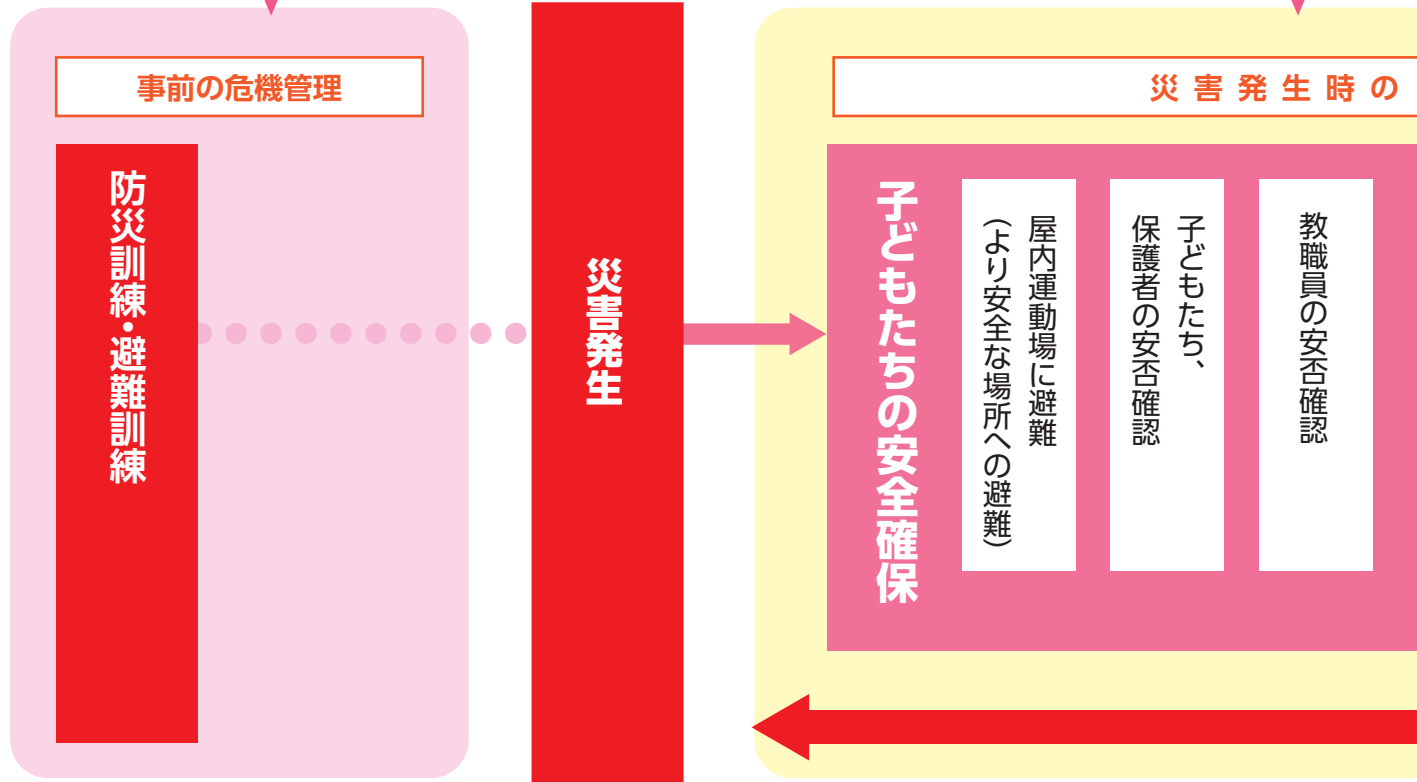 事前の危機管理
防災訓練・避難訓練
災害発生
災害発生時の
子どもたちの安全確保
屋内運動場に避難
（より安全な場所への避難）
子どもたち、
保護者の安否確認
教職員の安否確認